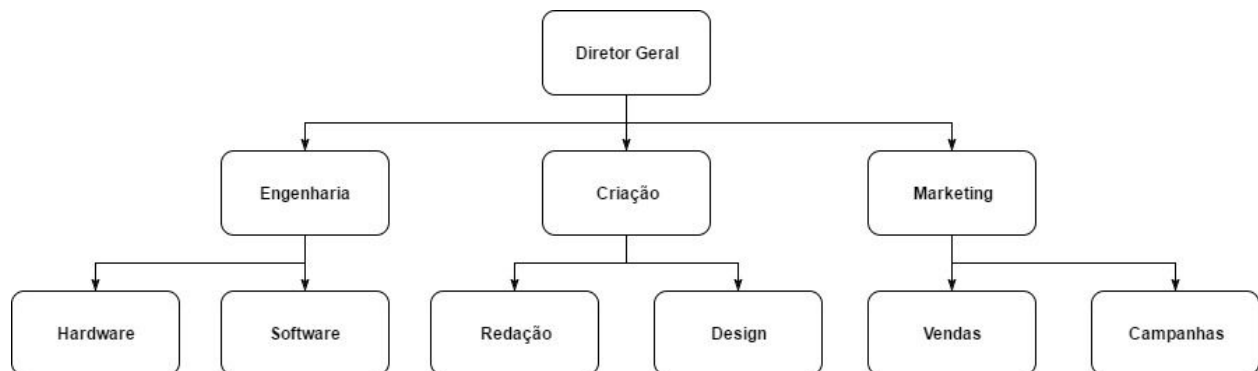 Diretor Geral
Engenharia
Criação
Marketing
Hardware
Software
Redação
Design
Vendas
Campanhas